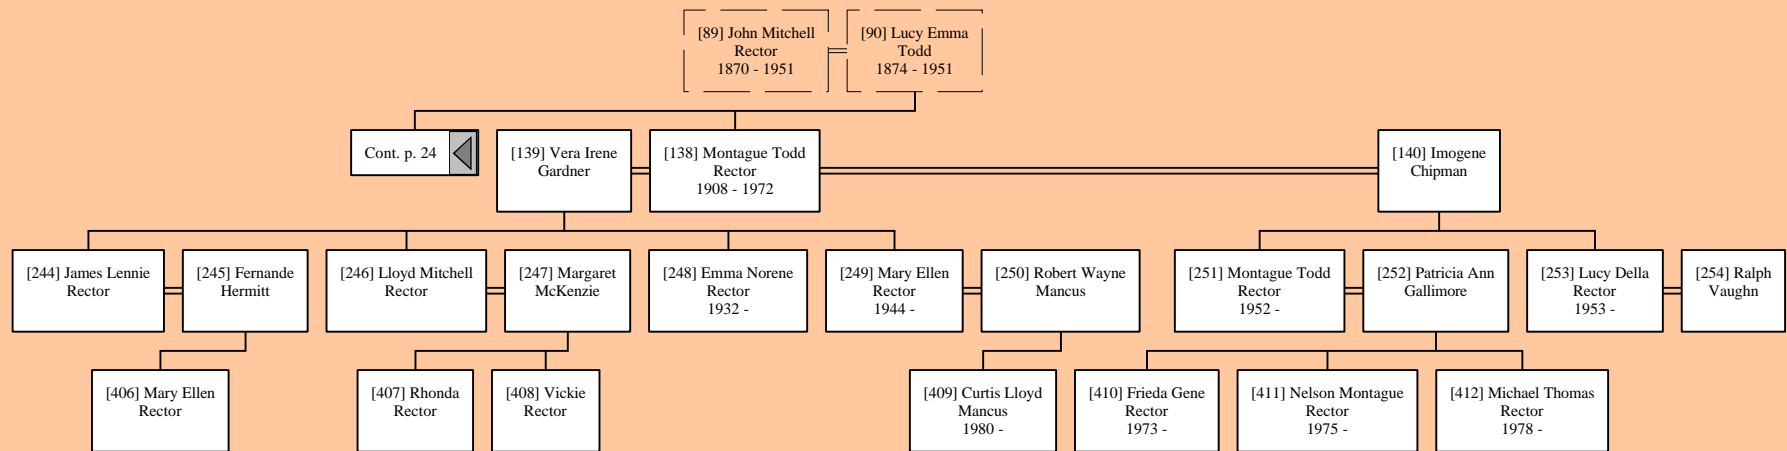 [89] John Mitchell
Rector
1870 - 1951
[90] Lucy Emma
Todd
1874 - 1951
Cont. p. 24
[139] Vera Irene
Gardner
[138] Montague Todd
Rector
1908 - 1972
[140] Imogene
Chipman
[244] James Lennie
Rector
[245] Fernande
Hermitt
[246] Lloyd Mitchell
Rector
[247] Margaret
McKenzie
[248] Emma Norene
Rector
1932 -
[249] Mary Ellen
Rector
1944 -
[250] Robert Wayne
Mancus
[251] Montague Todd
Rector
1952 -
[252] Patricia Ann
Gallimore
[253] Lucy Della
Rector
1953 -
[254] Ralph
Vaughn
[406] Mary Ellen
Rector
[407] Rhonda
Rector
[408] Vickie
Rector
[409] Curtis Lloyd
Mancus
1980 -
[410] Frieda Gene
Rector
1973 -
[411] Nelson Montague
Rector
1975 -
[412] Michael Thomas
Rector
1978 -